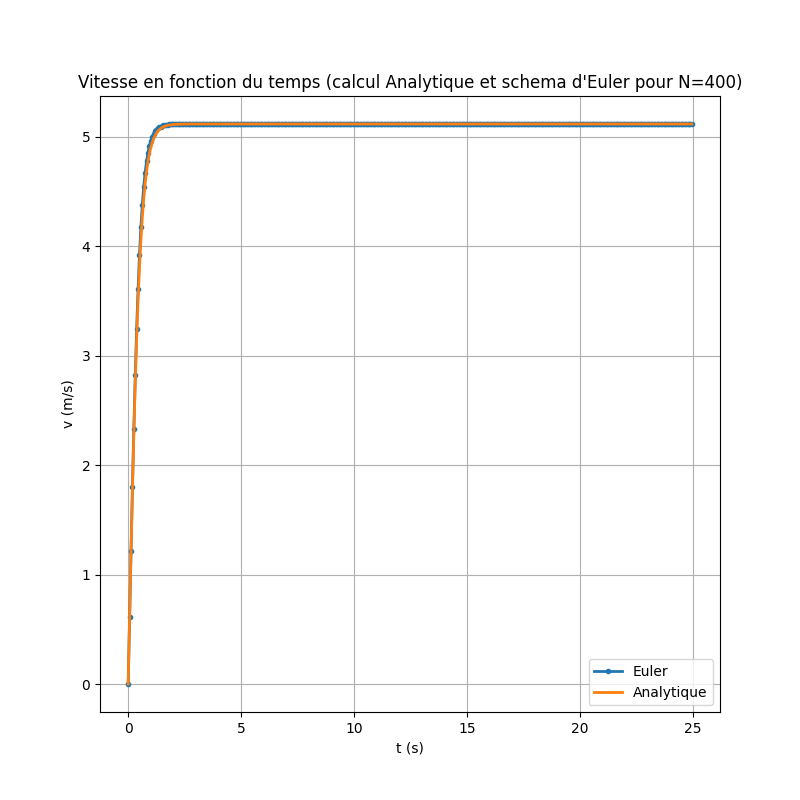 Vitesse en fonction du temps (calcul Analytique et schema d'Euler pour N=400)
v (m/s)
5
4
3
2
1
0
0 5 10 15 20 25
t (s)
Euler
Analytique